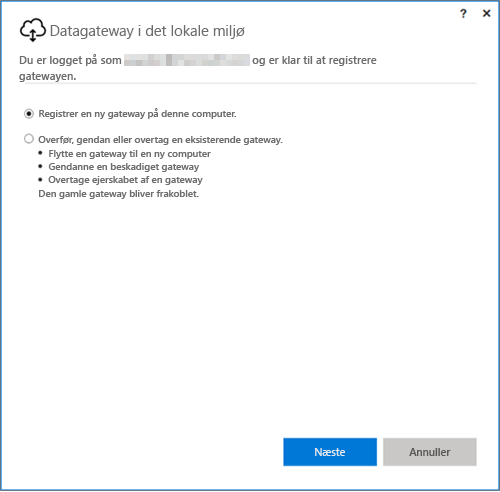 ? ✕
Datagateway i det lokale miljø
Du er logget på som og er klar til at registrere
gatewayen.
Registrer en ny gateway på denne computer.
Overfør, gendan eller overtag en eksisterende gateway.
• Flytte en gateway til en ny computer
• Gendanne en beskadiget gateway
• Overtage ejerskabet af en gateway
Den gamle gateway bliver frakoblet.
Næste Annuller